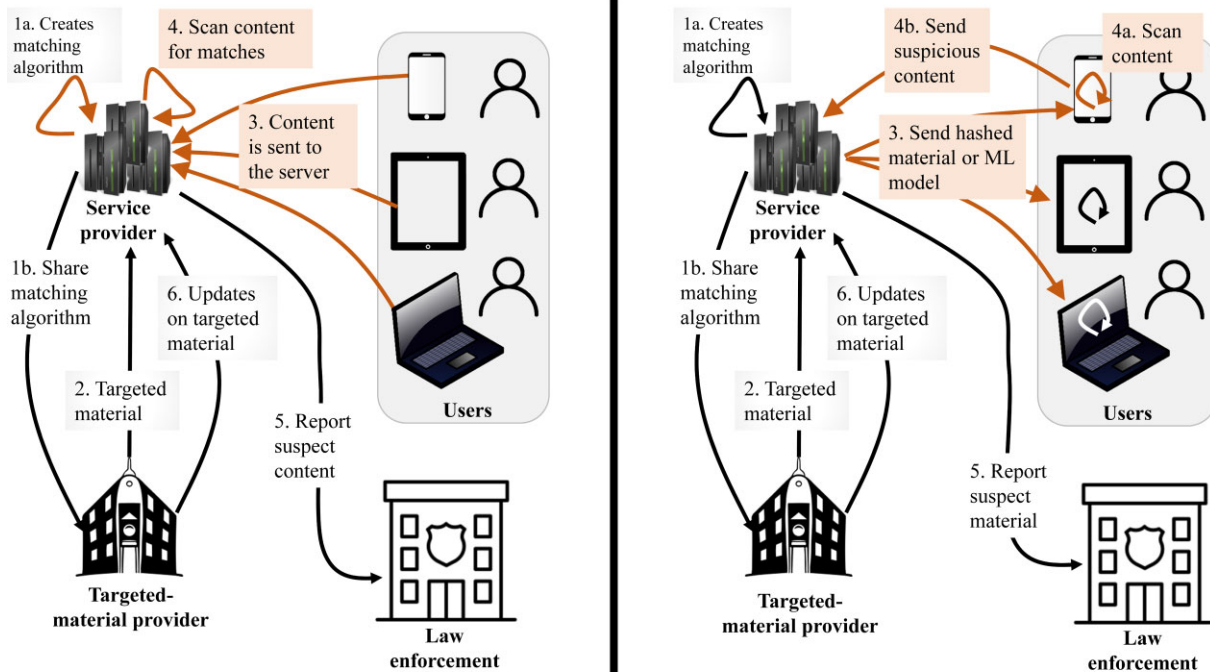 1a. Creates
matching
algorithm
4. Scan content
for matches
3. Content
is sent to
the server
Service
provider
1b. Share
matching
algorithm
6. Updates
on targeted
material
2. Targeted
material
Users
5. Report
suspect
content
Targeted-
material provider
Law
enforcement
1a. Creates
matching
algorithm
4b. Send
suspicious
content
4a. Scan
content
3. Send hashed
material or ML
model
Service
provider
1b. Share
matching
algorithm
6. Updates
on targeted
material
2. Targeted
material
Users
5. Report
suspect
material
Targeted-
material provider
Law
enforcement